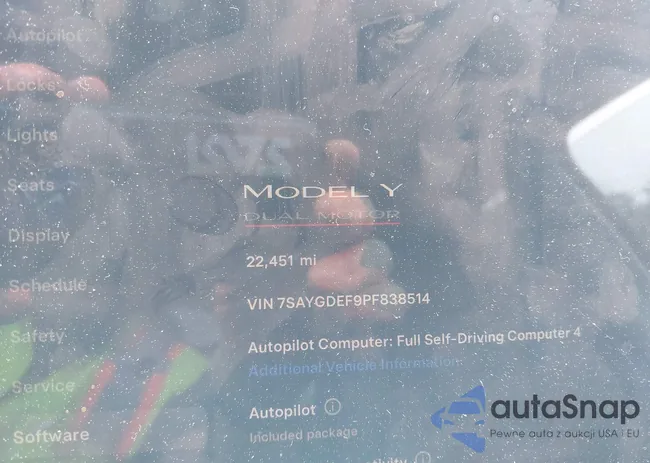 Autopilot
Locks
Lights
Seats
Display
Schedule
Safety
Service
Software
MODEL Y
DUAL MOTOR
22,451 mi
VIN 7SAYGDEF9PF838514
Autopilot Computer: Full Self-Driving Computer 4
Additional Vehicle Information
Autopilot
Included package
autaSnap
Pewne auta z aukcji USA i EU